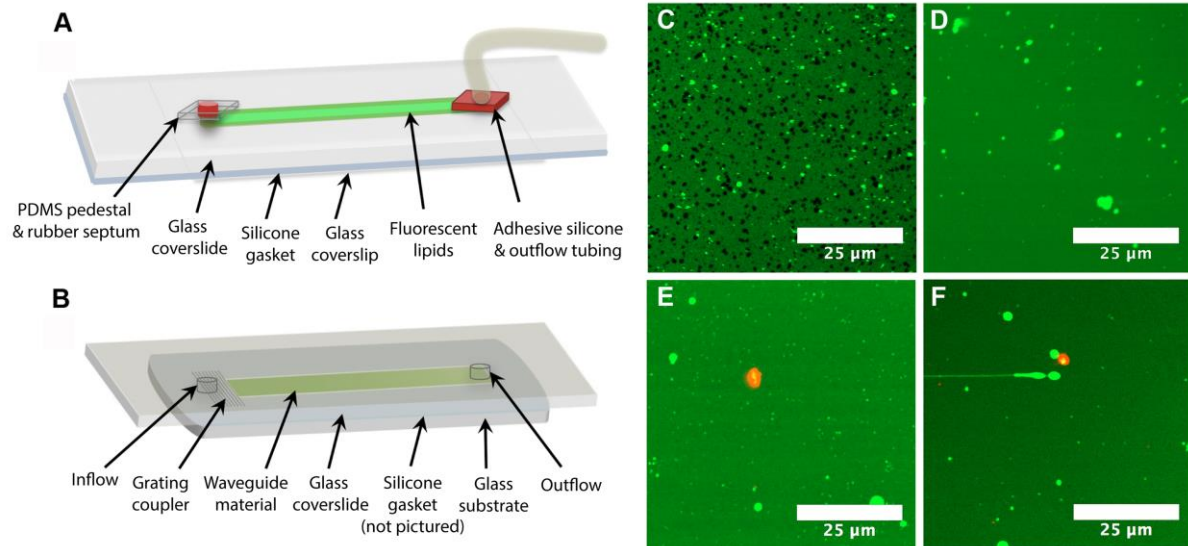 A
PDMS pedestal
& rubber septum
Glass
coverslide
Silicone
gasket
Glass
coverslip
Fluorescent
lipids
Adhesive silicone
& outflow tubing
B
Inflow
Grating
coupler
Waveguide
material
Glass
coverslide
Silicone
gasket
(not pictured)
Glass
substrate
Outflow
C
25 µm
D
25 µm
E
25 µm
F
25 µm